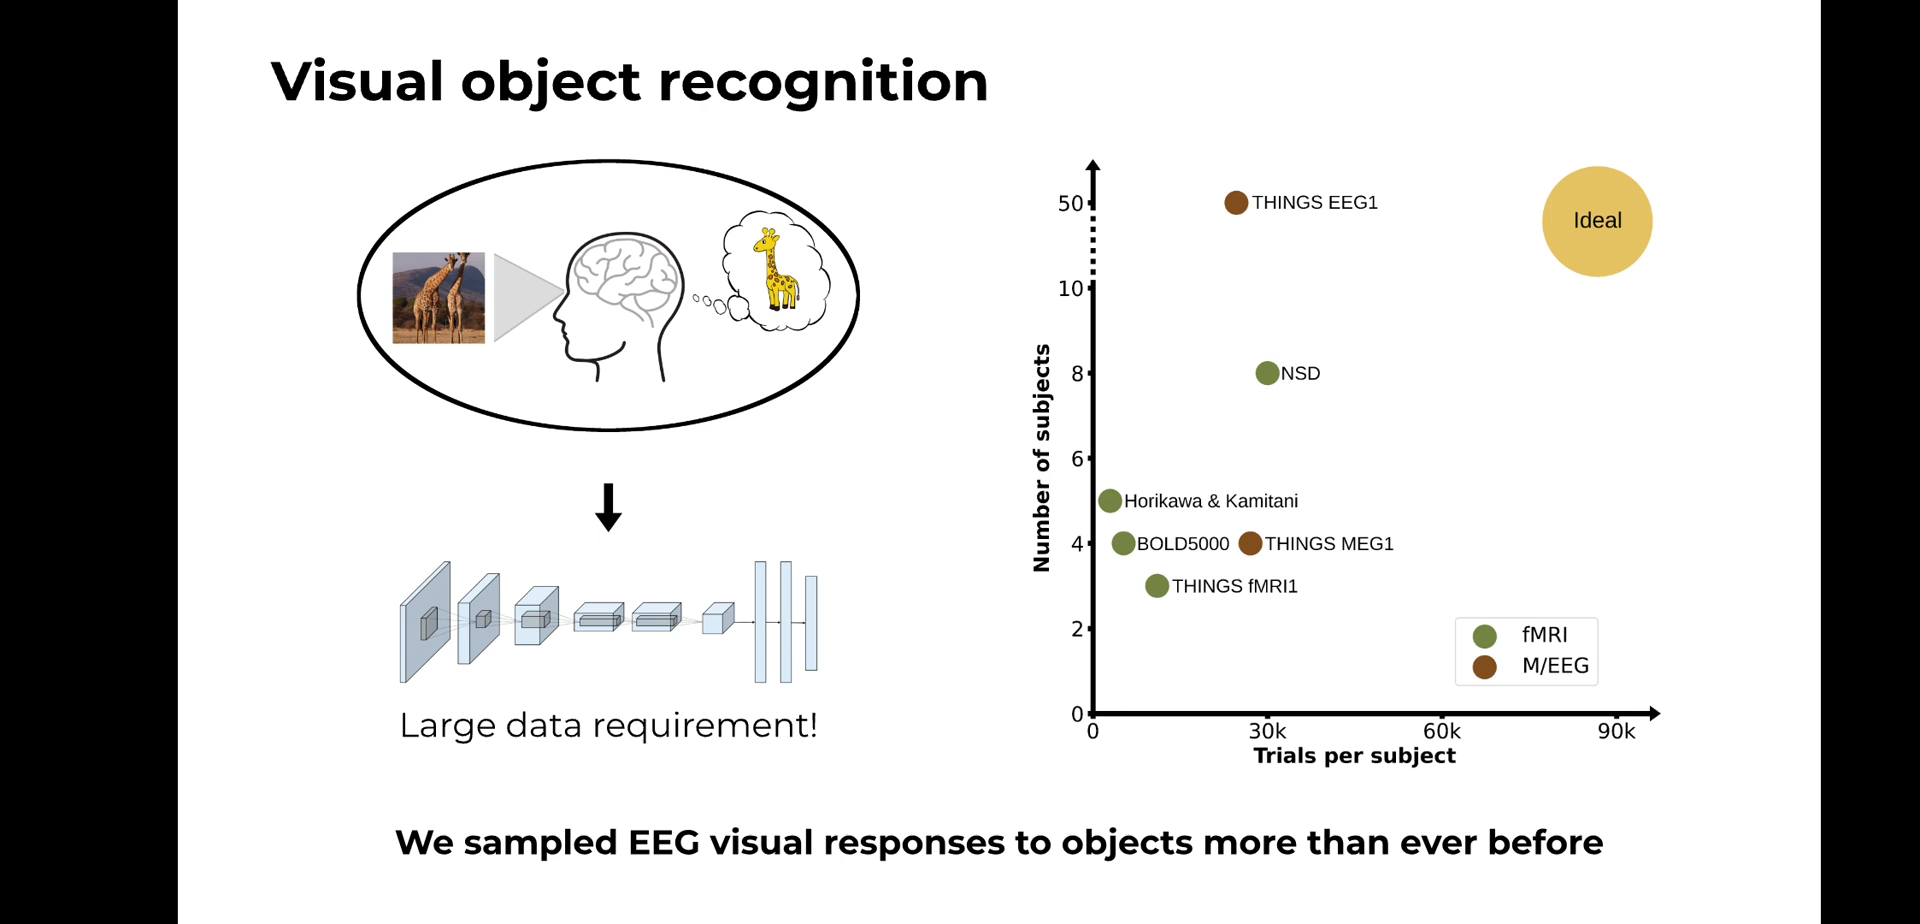 Visual object recognition
Large data requirement!
Number of subjects
50
10
8
6
4
2
0
THINGS EEG1
Ideal
NSD
Horikawa & Kamitani
BOLD5000
THINGS MEG1
THINGS fMRI1
fMRI
M/EEG
0
30k
60k
90k
Trials per subject
We sampled EEG visual responses to objects more than ever before